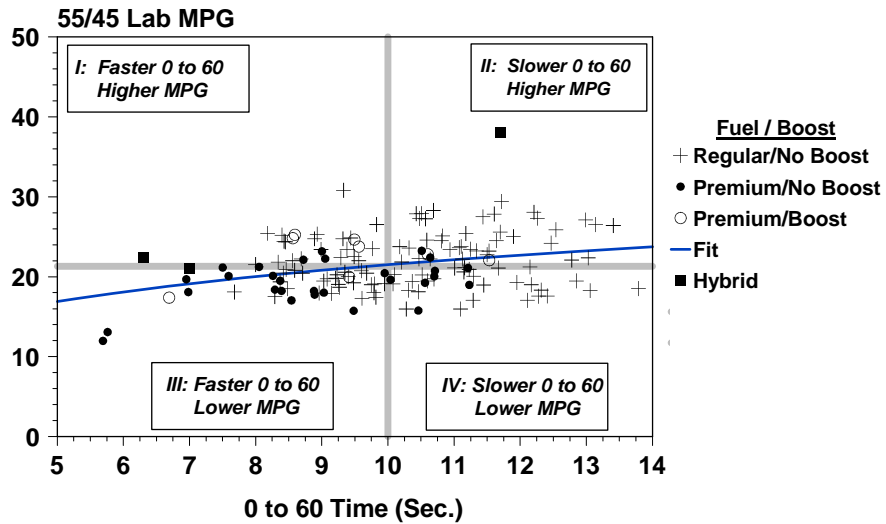 55/45 Lab MPG
50
40
30
20
10
0
I: Faster 0 to 60
Higher MPG
II: Slower 0 to 60
Higher MPG
III: Faster 0 to 60
Lower MPG
IV: Slower 0 to 60
Lower MPG
5 6 7 8 9 10 11 12 13 14
0 to 60 Time (Sec.)
Fuel / Boost
Regular/No Boost
Premium/No Boost
Premium/Boost
Fit
Hybrid